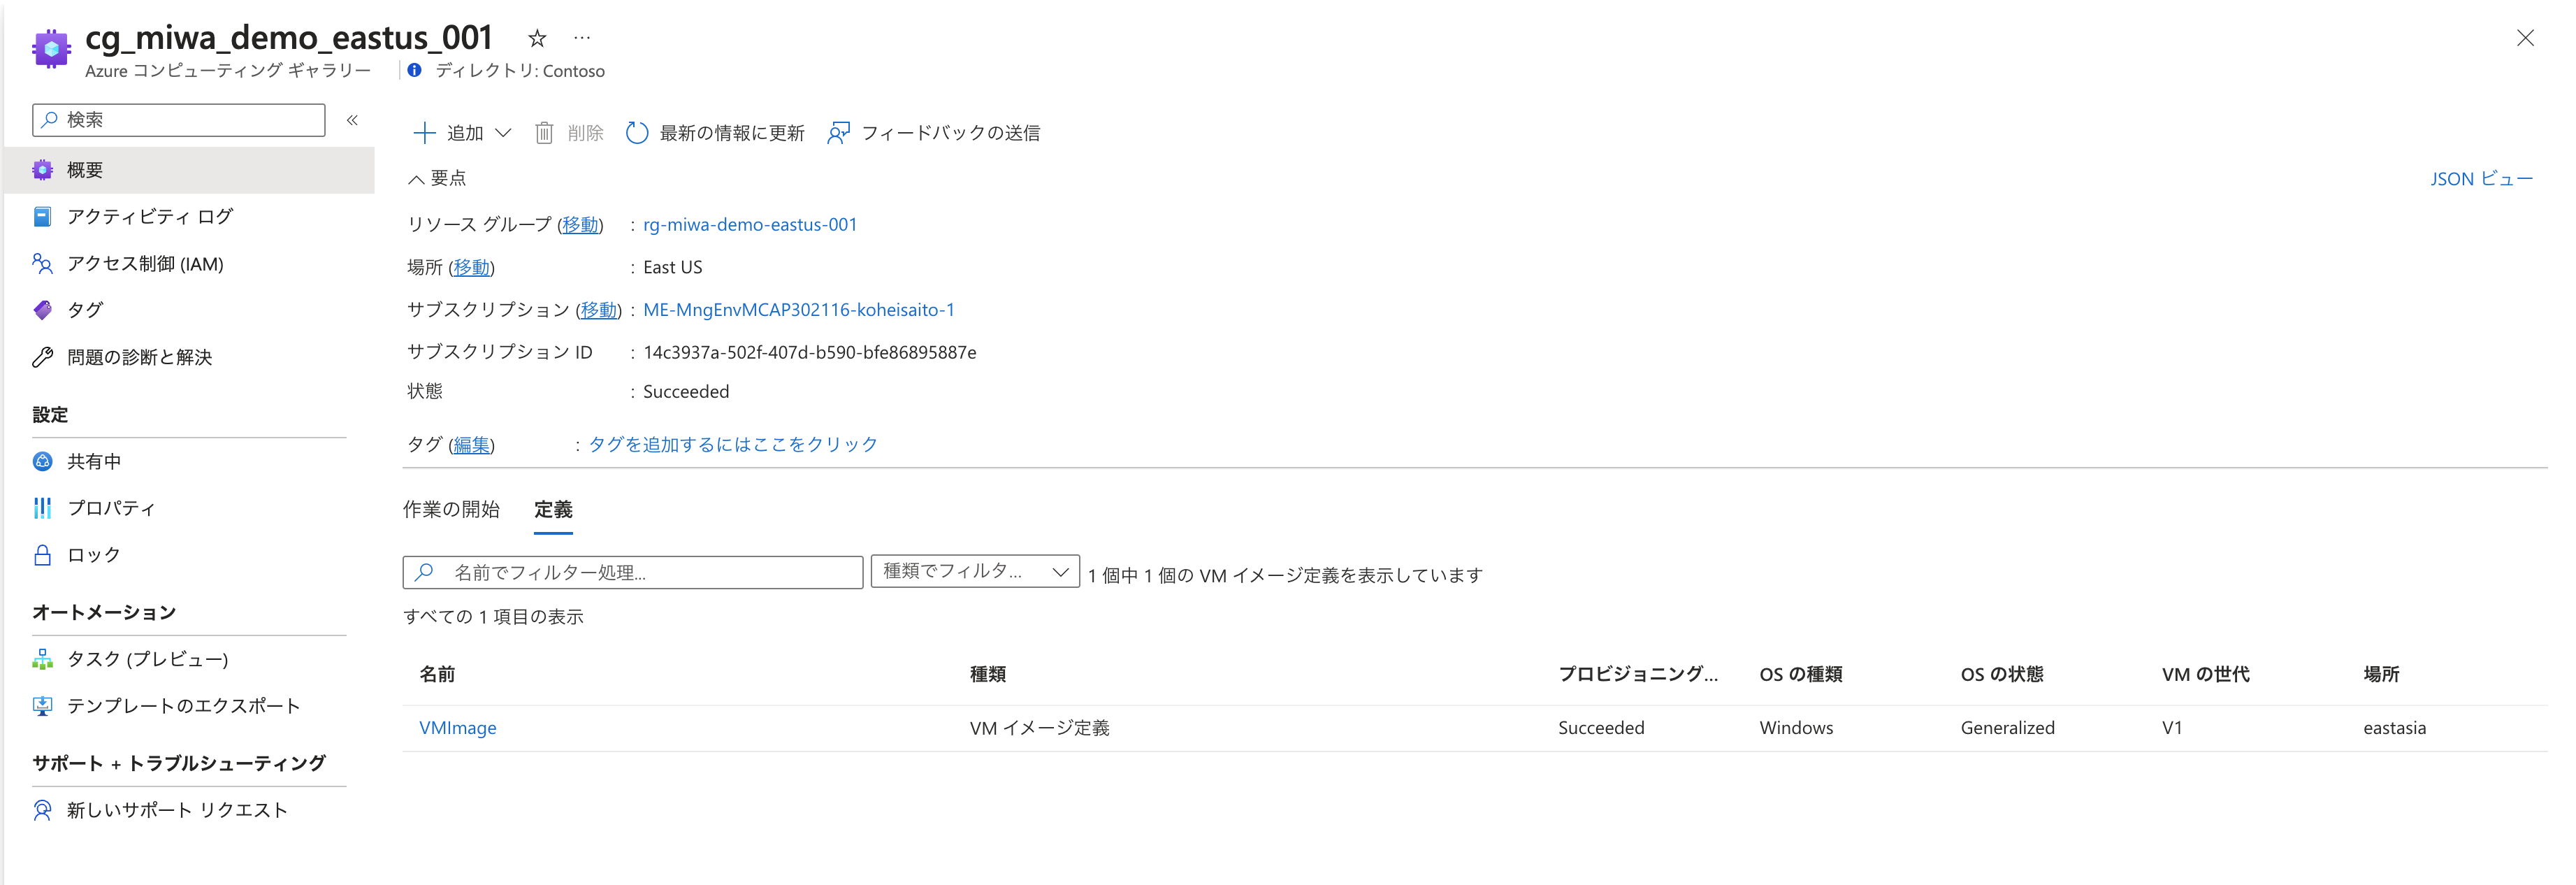 cg_miwa_demo_eastus_001
Azure コンピューティング ギャラリー
ディレクトリ: Contoso
検索
概要
アクティビティ ログ
アクセス制御 (IAM)
タグ
問題の診断と解決
設定
共有中
プロパティ
ロック
オートメーション
タスク (プレビュー)
テンプレートのエクスポート
サポート + トラブルシューティング
新しいサポート リクエスト
追加 削除 最新の情報に更新 フィードバックの送信
要点
JSON ビュー
リソース グループ (移動) : rg-miwa-demo-eastus-001
場所 (移動) : East US
サブスクリプション (移動) : ME-MngEnvMCAP302116-koheisaito-1
サブスクリプション ID : 14c3937a-502f-407d-b590-bfe86895887e
状態 : Succeeded
タグ (編集) : タグを追加するにはここをクリック
作業の開始 定義
名前でフィルター処理... 種類でフィルタ... 1 個中 1 個の VM イメージ定義を表示しています
すべての 1 項目の表示
名前 種類 プロビジョニング... OS の種類 OS の状態 VM の世代 場所
VMImage VM イメージ定義 Succeeded Windows Generalized V1 eastasia